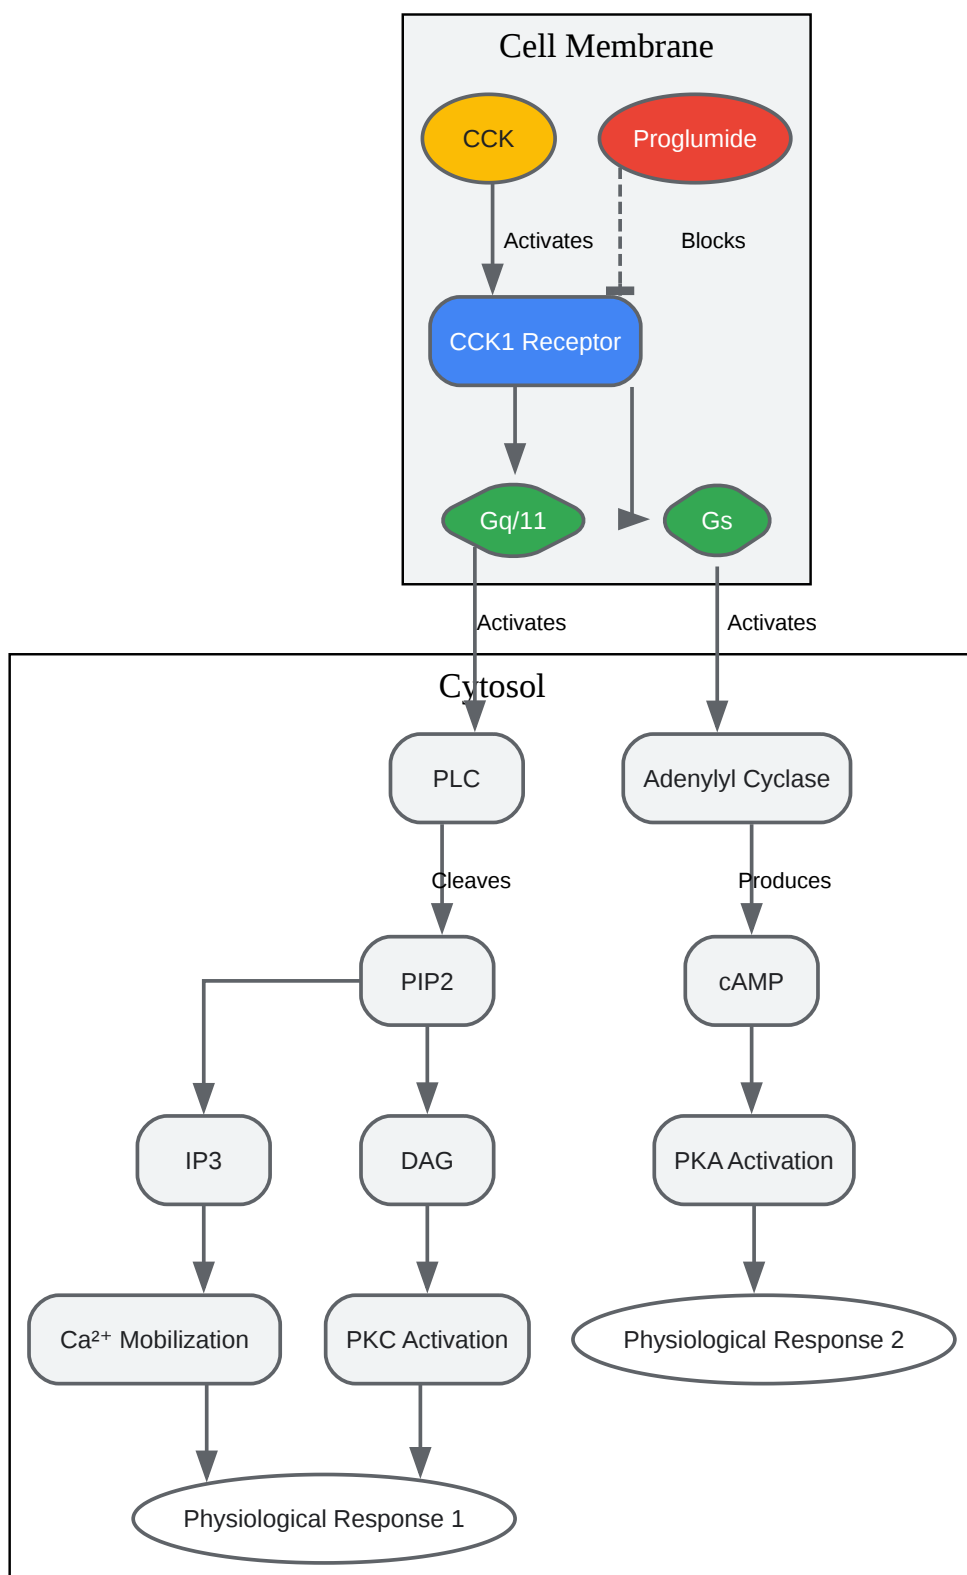 Cell Membrane
CCK
Proglumide
Activates
Blocks
CCK1 Receptor
Gq/11
Gs
Activates
Activates
Cytosol
PLC
Adenylyl Cyclase
Cleaves
Produces
PIP2
cAMP
IP3
DAG
PKA Activation
Ca²⁺ Mobilization
PKC Activation
Physiological Response 2
Physiological Response 1